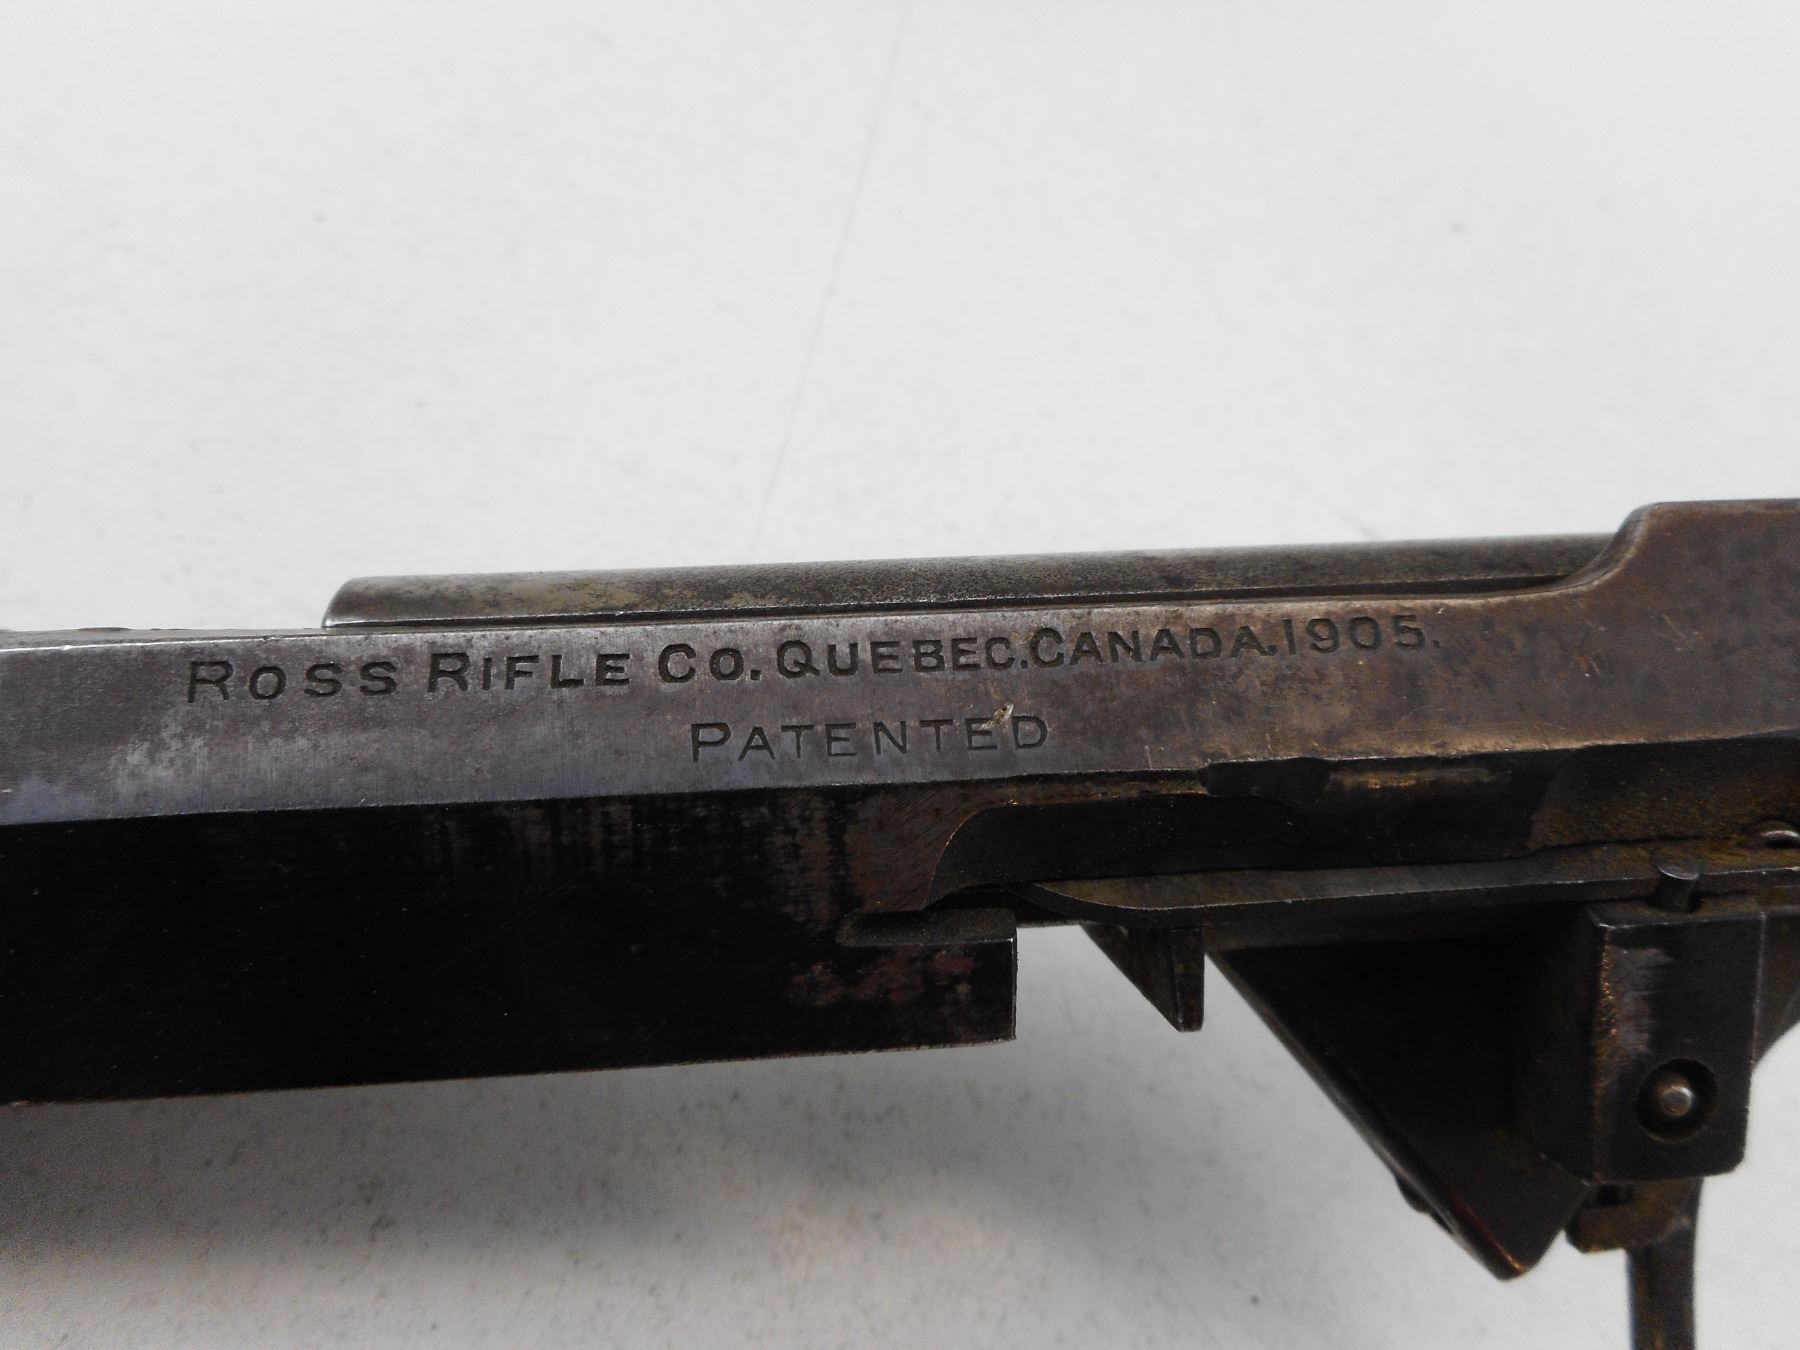 ROSS RIFLE CO. QUEBEC. CANADA. 1905.
PATENTED